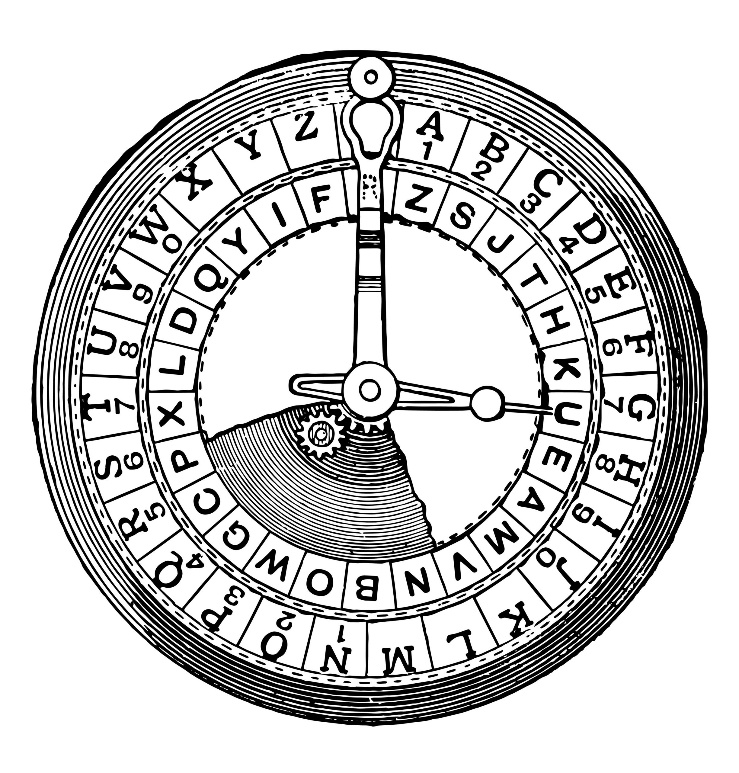 A B C D E F G H I J K L M N O P Q R S T U V W X Y Z
1 2 3 4 5 6 7 8 9 0 1 2 3 4 5 6 7 8 9 0
R Z S J T H K U E A M V N B O W G C P X L D Q Y I F